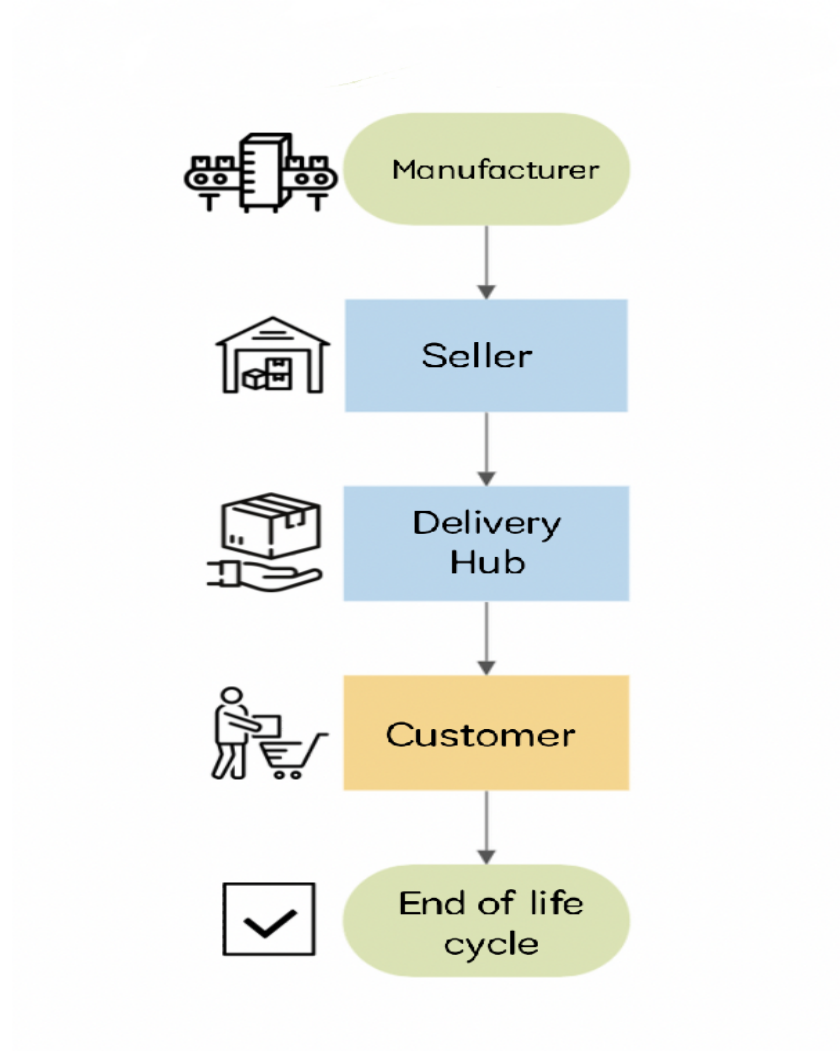 Manufacturer
Seller
Delivery
Hub
Customer
End of life
cycle